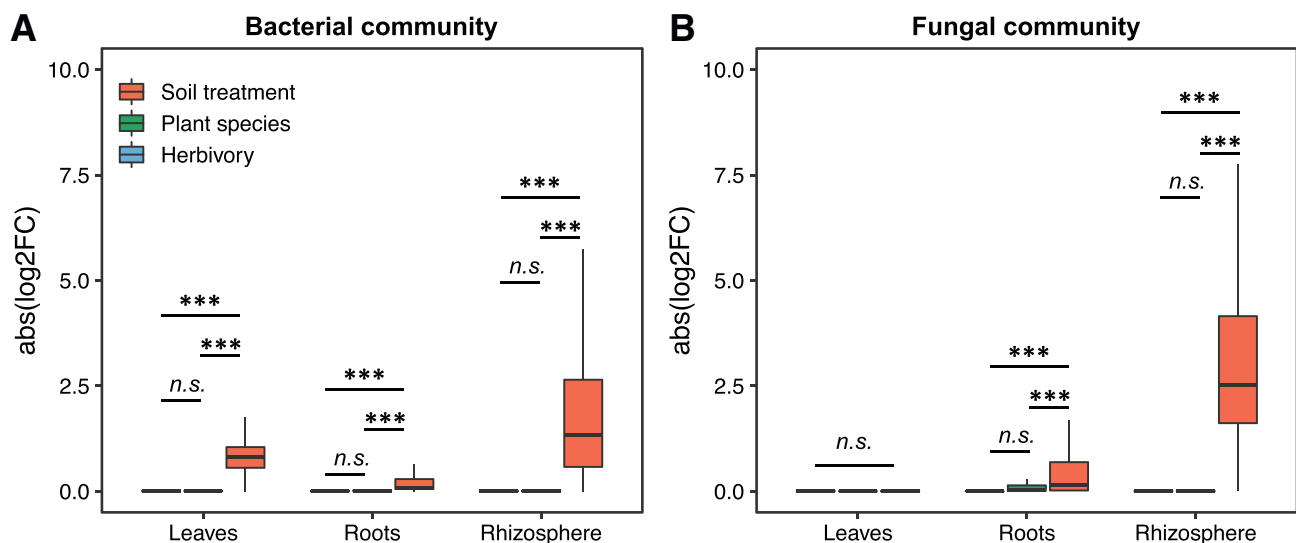 A
Bacterial community
abs(log2FC)
10.0
7.5
5.0
2.5
0.0
Soil treatment
Plant species
Herbivory
***
***
n.s.
***
***
n.s.
***
***
n.s.
Leaves
Roots
Rhizosphere
B
Fungal community
abs(log2FC)
10.0
7.5
5.0
2.5
0.0
n.s.
***
***
n.s.
***
***
n.s.
Leaves
Roots
Rhizosphere